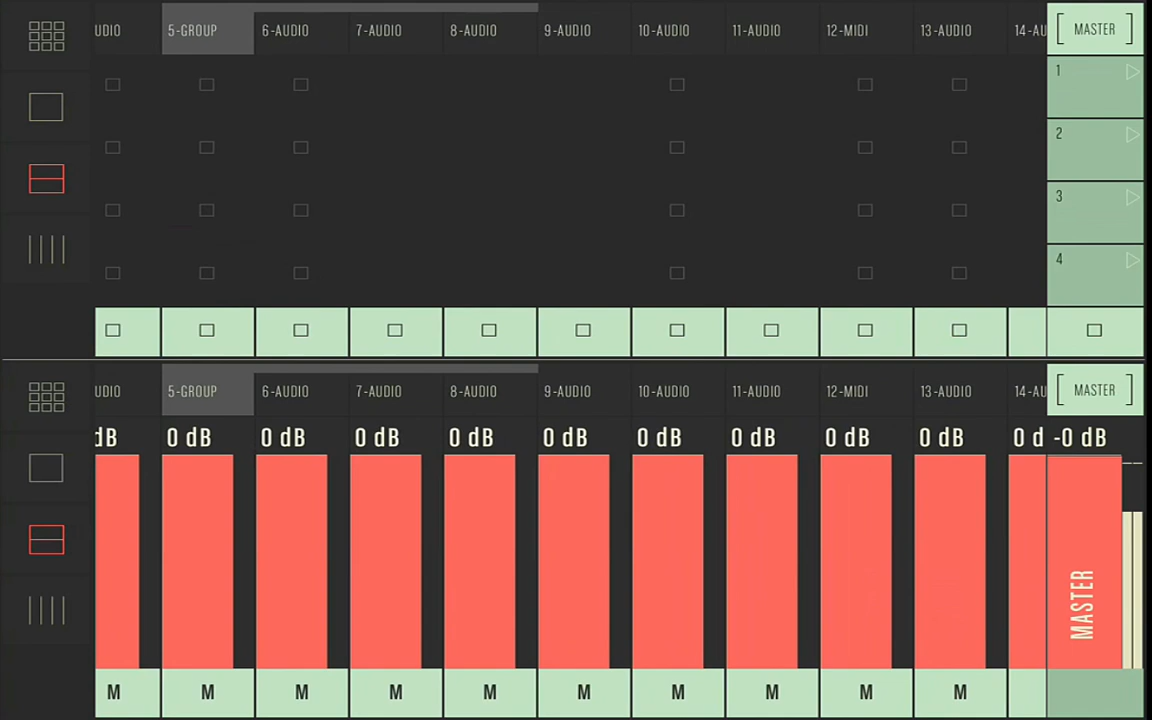 UDIO 5-GROUP 6-AUDIO 7-AUDIO 8-AUDIO 9-AUDIO 10-AUDIO 11-AUDIO 12-MIDI 13-AUDIO 14-AU [ MASTER ]
1
2
3
4
UDIO 5-GROUP 6-AUDIO 7-AUDIO 8-AUDIO 9-AUDIO 10-AUDIO 11-AUDIO 12-MIDI 13-AUDIO 14-AU [ MASTER ]
dB 0 dB 0 dB 0 dB 0 dB 0 dB 0 dB 0 dB 0 dB 0 dB 0 d -0 dB
MASTER
M M M M M M M M M M